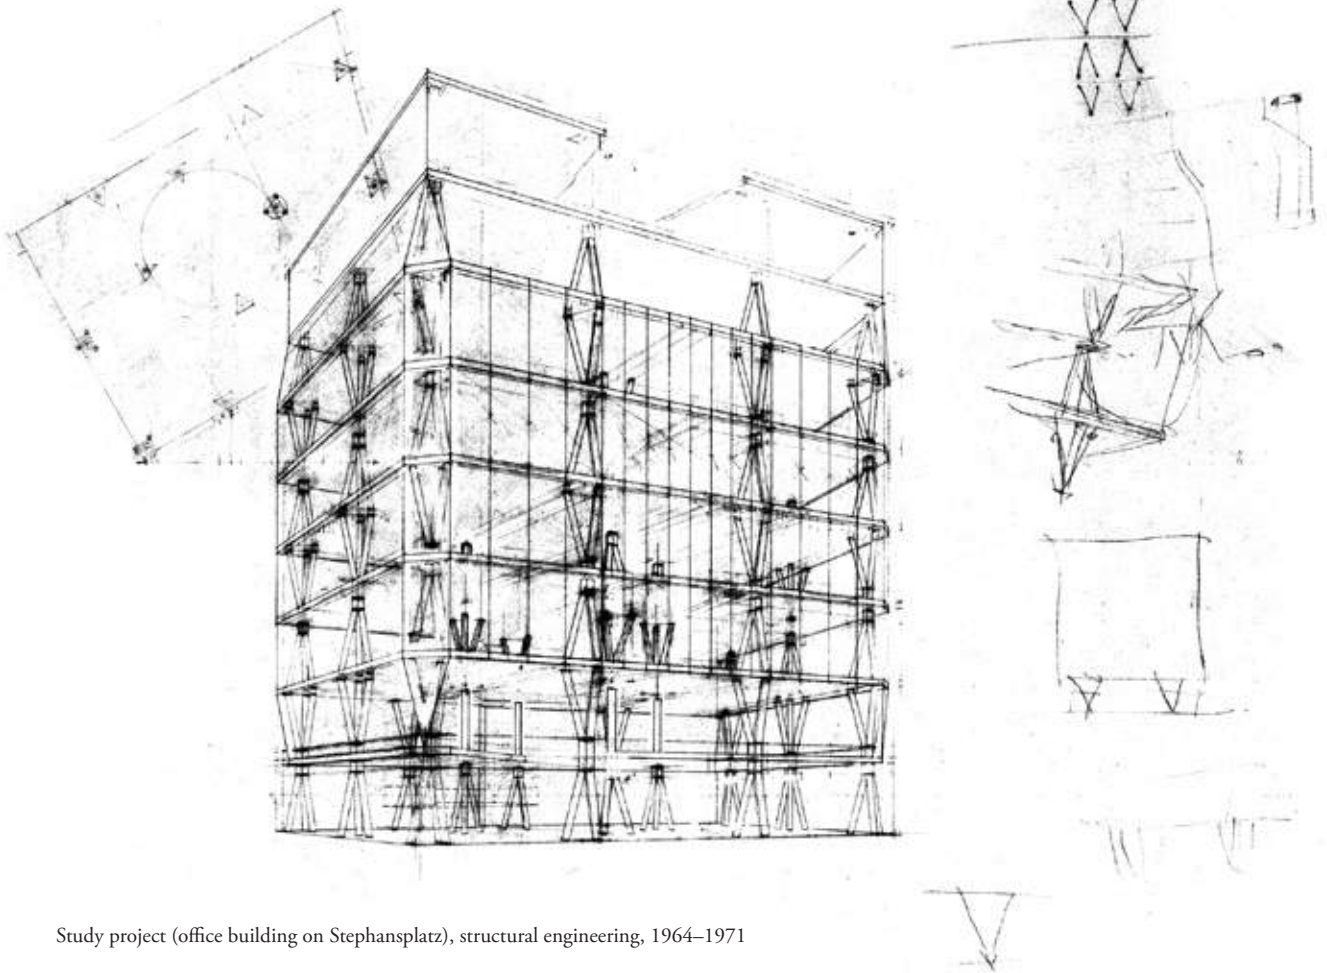 Study project (office building on Stephansplatz), structural engineering, 1964–1971